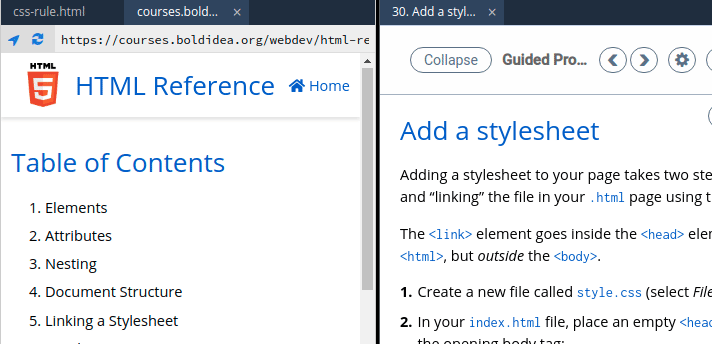 css-rule.html
courses.bold...
https://courses.boldidea.org/webdev/html-re
HTML
5
HTML Reference
Home
Table of Contents
1. Elements
2. Attributes
3. Nesting
4. Document Structure
5. Linking a Stylesheet
30. Add a styl...
Collapse
Guided Pro...
Add a stylesheet
Adding a stylesheet to your page takes two ste
and “linking” the file in your .html page using t
The <link> element goes inside the <head> eler
<html>, but outside the <body>.
1. Create a new file called style.css (select File
2. In your index.html file, place an empty <head
the opening body tag: